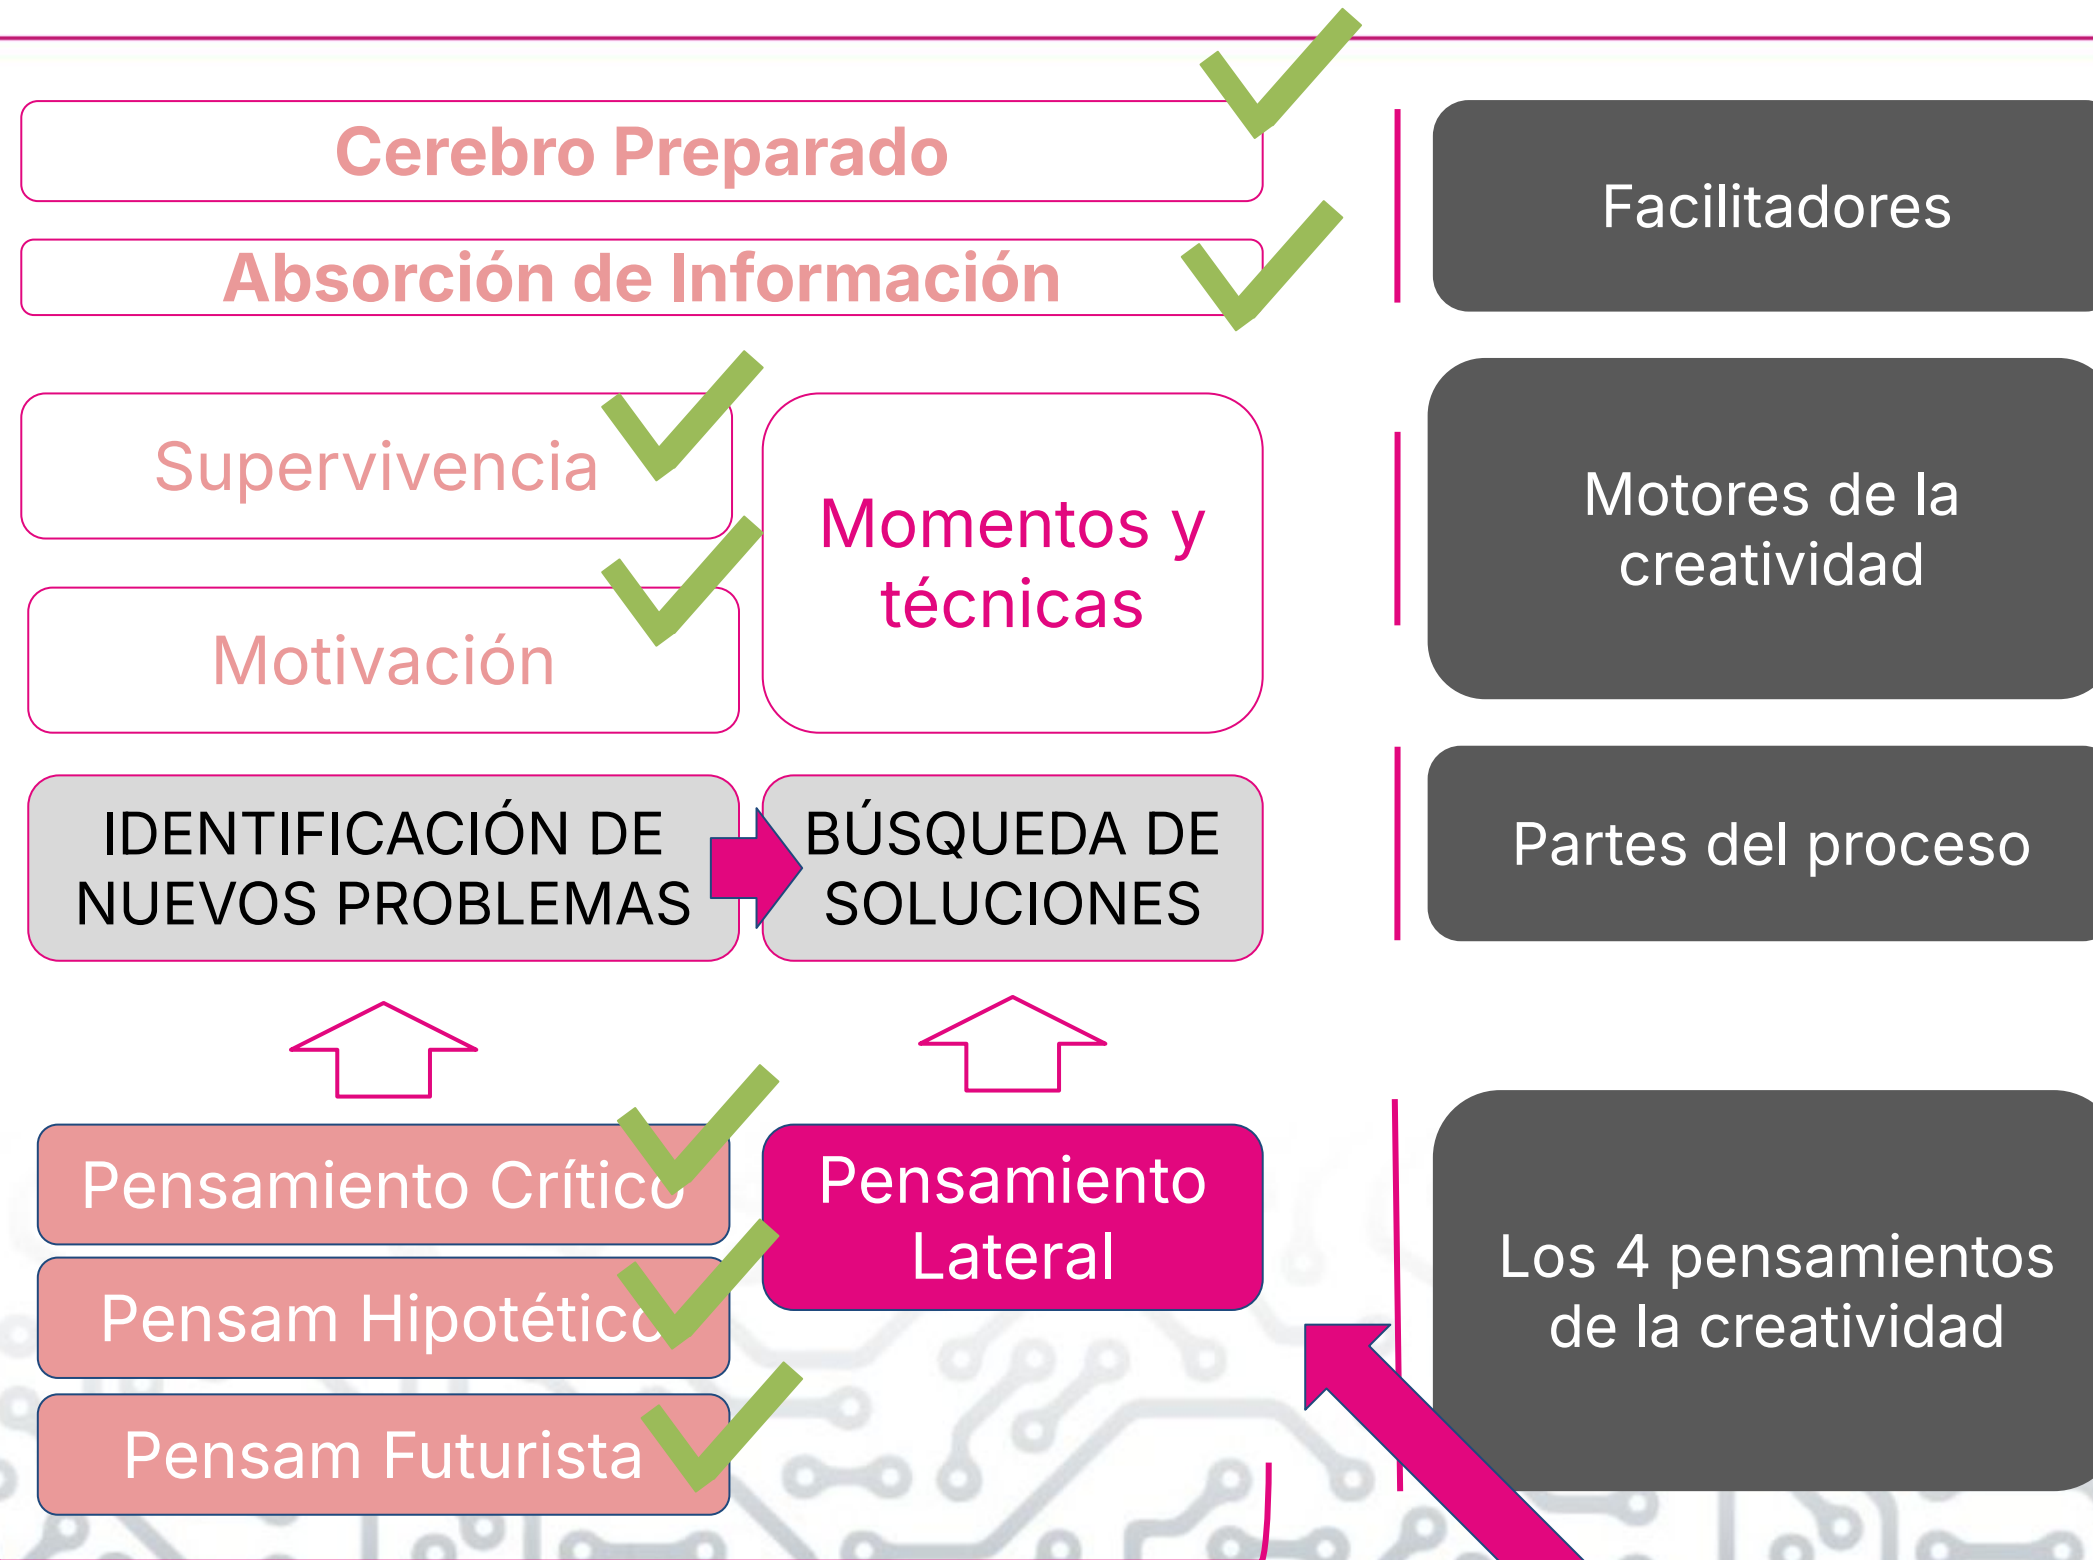 Cerebro Preparado
Absorción de Información
Facilitadores
Supervivencia
Motivación
Momentos y
técnicas
Motores de la
creatividad
IDENTIFICACIÓN DE
NUEVOS PROBLEMAS
BÚSQUEDA DE
SOLUCIONES
Partes del proceso
Pensamiento Crítico
Pensam Hipotético
Pensam Futurista
Pensamiento
Lateral
Los 4 pensamientos
de la creatividad